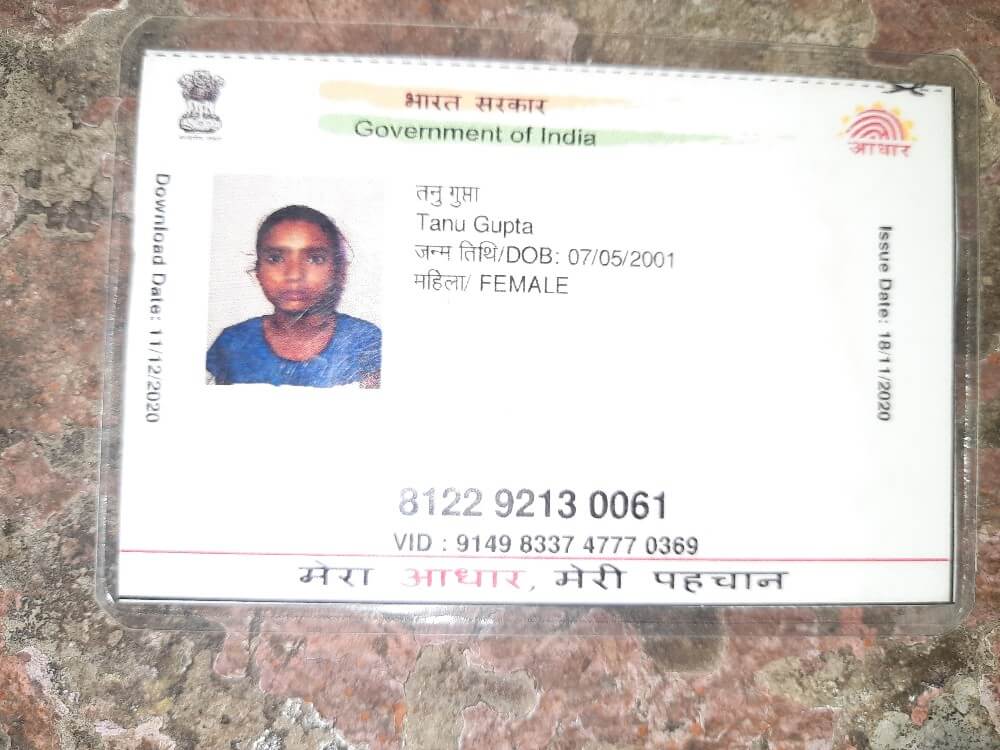 भारत सरकार
Government of India
आधार
Download Date: 11/12/2020
तनु गुप्ता
Tanu Gupta
जन्म तिथि/DOB: 07/05/2001
महिला/ FEMALE
Issue Date: 18/11/2020
8122 9213 0061
VID : 9149 8337 4777 0369
मेरा आधार, मेरी पहचान